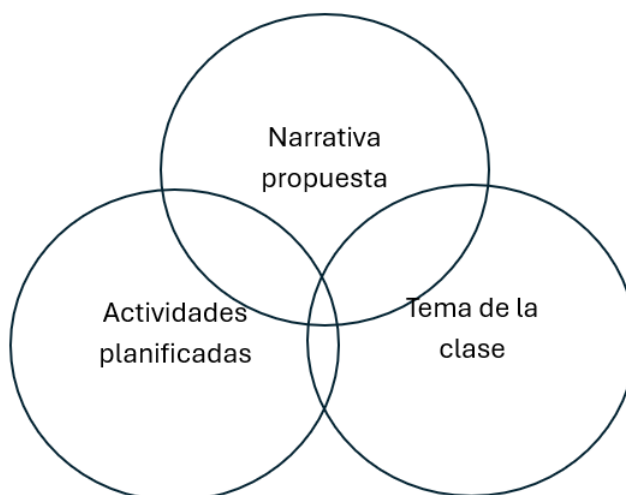 Narrativa
propuesta
Actividades
planificadas
Tema de la
clase